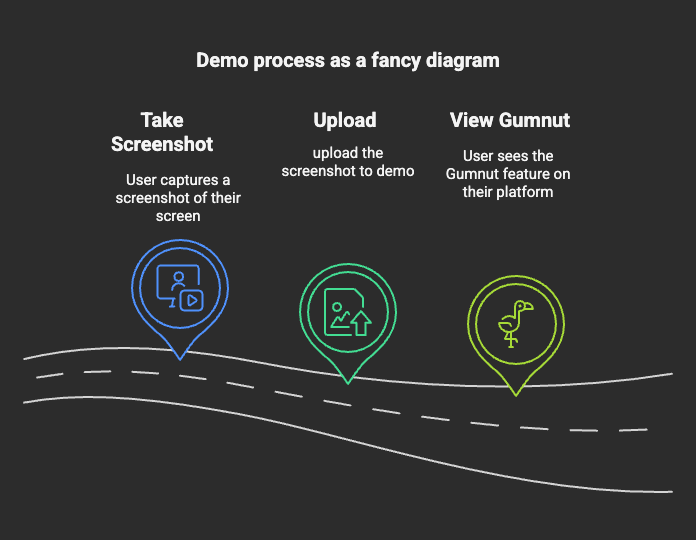 Demo process as a fancy diagram
Take
Screenshot
User captures a
screenshot of their
screen
Upload
upload the
screenshot to demo
View Gumnut
User sees the
Gumnut feature on
their platform